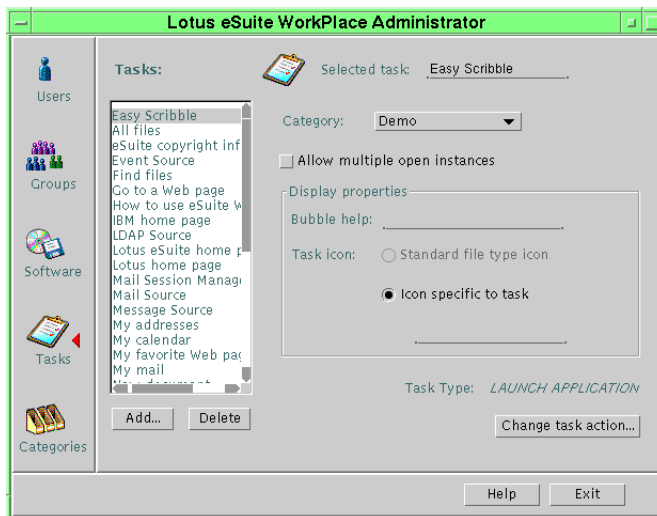 Lotus eSuite WorkPlace Administrator
Users
Groups
Software
Tasks
Categories
Tasks:
Easy Scribble
All files
eSuite copyright inf
Event Source
Find files
Go to a Web page
How to use eSuite W
IBM home page
LDAP Source
Lotus eSuite home p
Lotus home page
Mail Session Manag
Mail Source
Message Source
My addresses
My calendar
My favorite Web pag
My mail
Add...
Delete
Selected task:
Easy Scribble
Category:
Demo
Allow multiple open instances
Display properties
Bubble help:
Task icon:
Standard file type icon
Icon specific to task
Task Type:
LAUNCH APPLICATION
Change task action...
Help
Exit